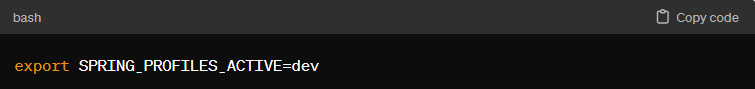 bash
Copy code
export SPRING_PROFILES_ACTIVE=dev